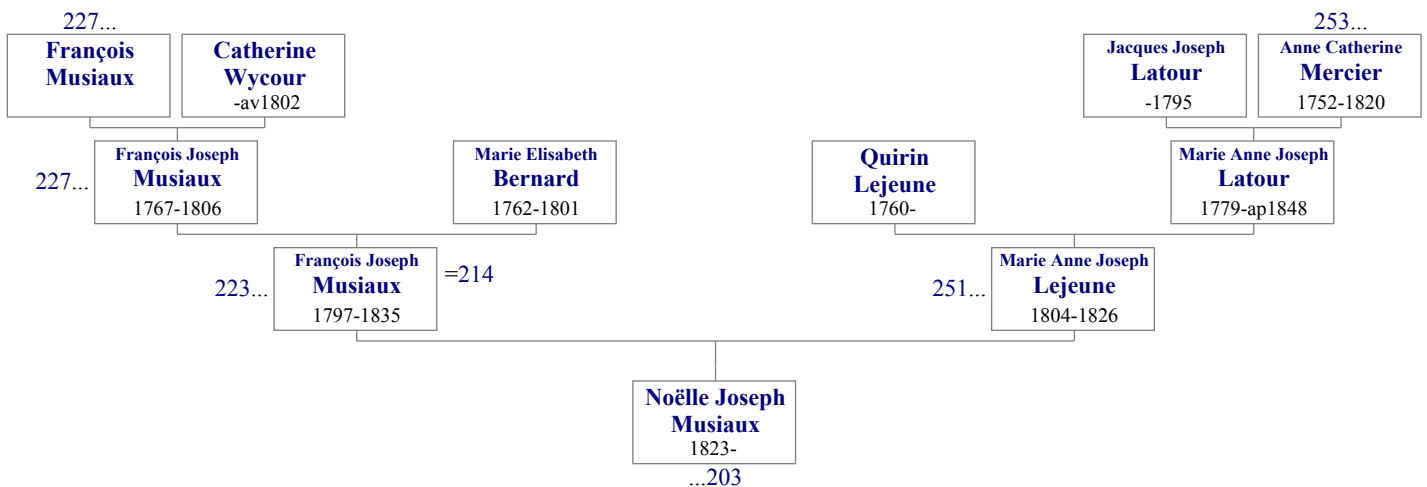 227...
François
Musiaux
Catherine
Wycour
-av1802
253...
Jacques Joseph
Latour
-1795
Anne Catherine
Mercier
1752-1820
227...
François Joseph
Musiaux
1767-1806
Marie Elisabeth
Bernard
1762-1801
Quirin
Lejeune
1760-
Marie Anne Joseph
Latour
1779-ap1848
223...
François Joseph
Musiaux
1797-1835
=214
251...
Marie Anne Joseph
Lejeune
1804-1826
Noëlle Joseph
Musiaux
1823-
...203